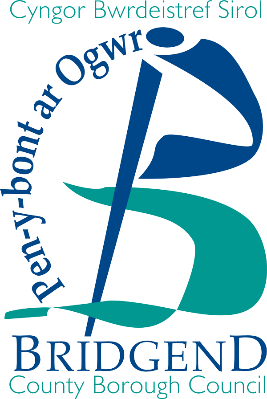 Cyngor Bwrdeistref Sirol
Pen-y-bont ar Ogwr
BRIDGEND
County Borough Council